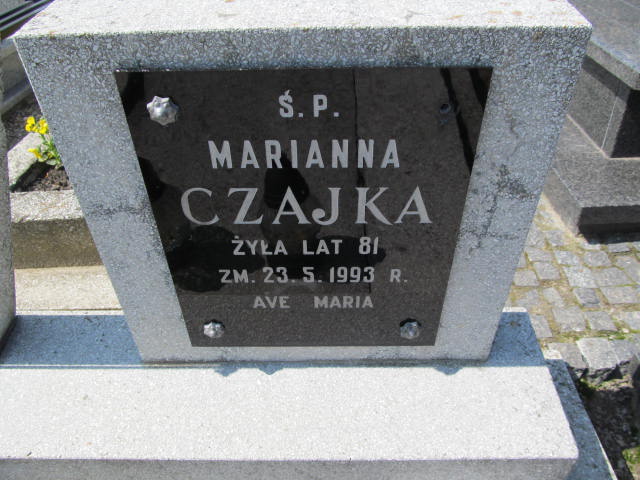 Ś. P.
MARIANNA
CZAJKA
ŻYŁA LAT 81
ZM. 23. 5. 1993 R.
AVE MARIA